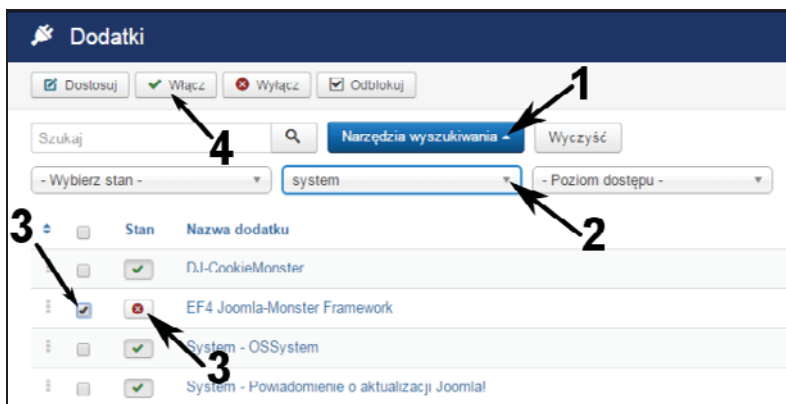 Dodatki
Dostosuj Włącz Wyłącz Odblokuj
1
Szukaj Narzędzia wyszukiwania Wyczyść
4
- Wybierz stan - system - Poziom dostępu -
2
3 Stan Nazwa dodatku
DJ-CookieMonster
EF4 Joomla-Monster Framework
System - OSSystem
3
System - Powiadomienie o aktualizacji Joomla!